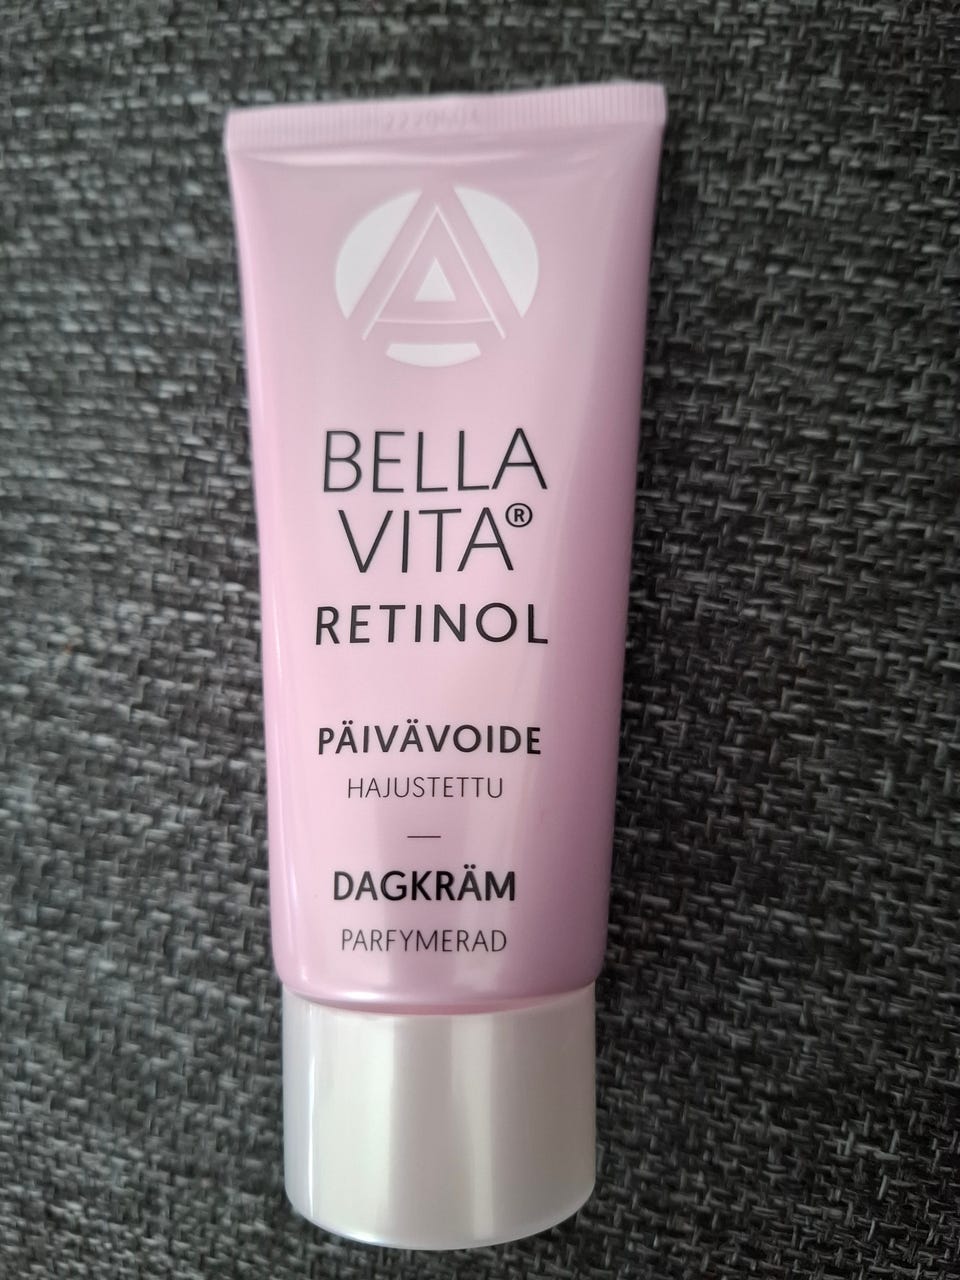 BELLA
VITA®
RETINOL
PÄIVÄVOIDE
HAJUSTETTU
DAGKRÄM
PARFYMERAD